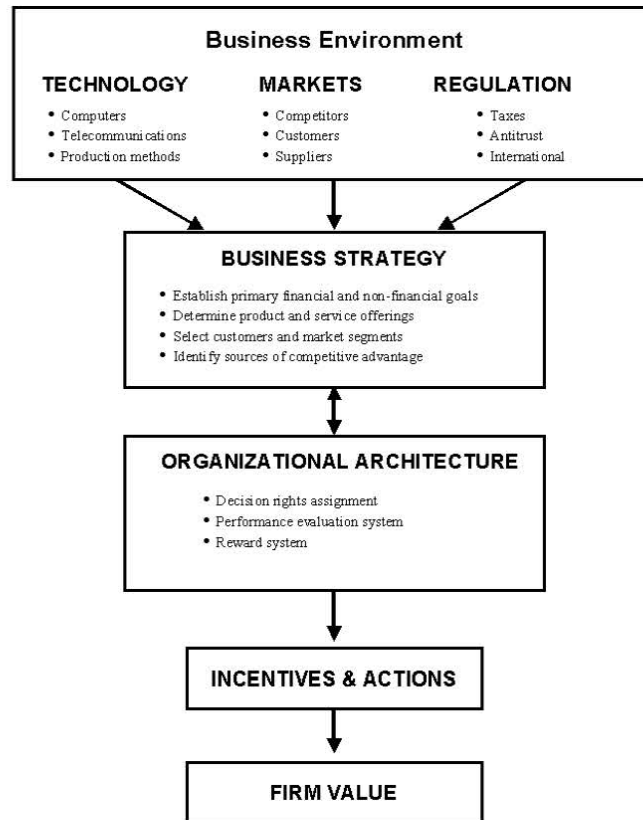 Business Environment
TECHNOLOGY MARKETS REGULATION
• Computers • Competitors • Taxes
• Telecommunications • Customers • Antitrust
• Production methods • Suppliers • International
BUSINESS STRATEGY
• Establish primary financial and non-financial goals
• Determine product and service offerings
• Select customers and market segments
• Identify sources of competitive advantage
ORGANIZATIONAL ARCHITECTURE
• Decision rights assignment
• Performance evaluation system
• Reward system
INCENTIVES & ACTIONS
FIRM VALUE